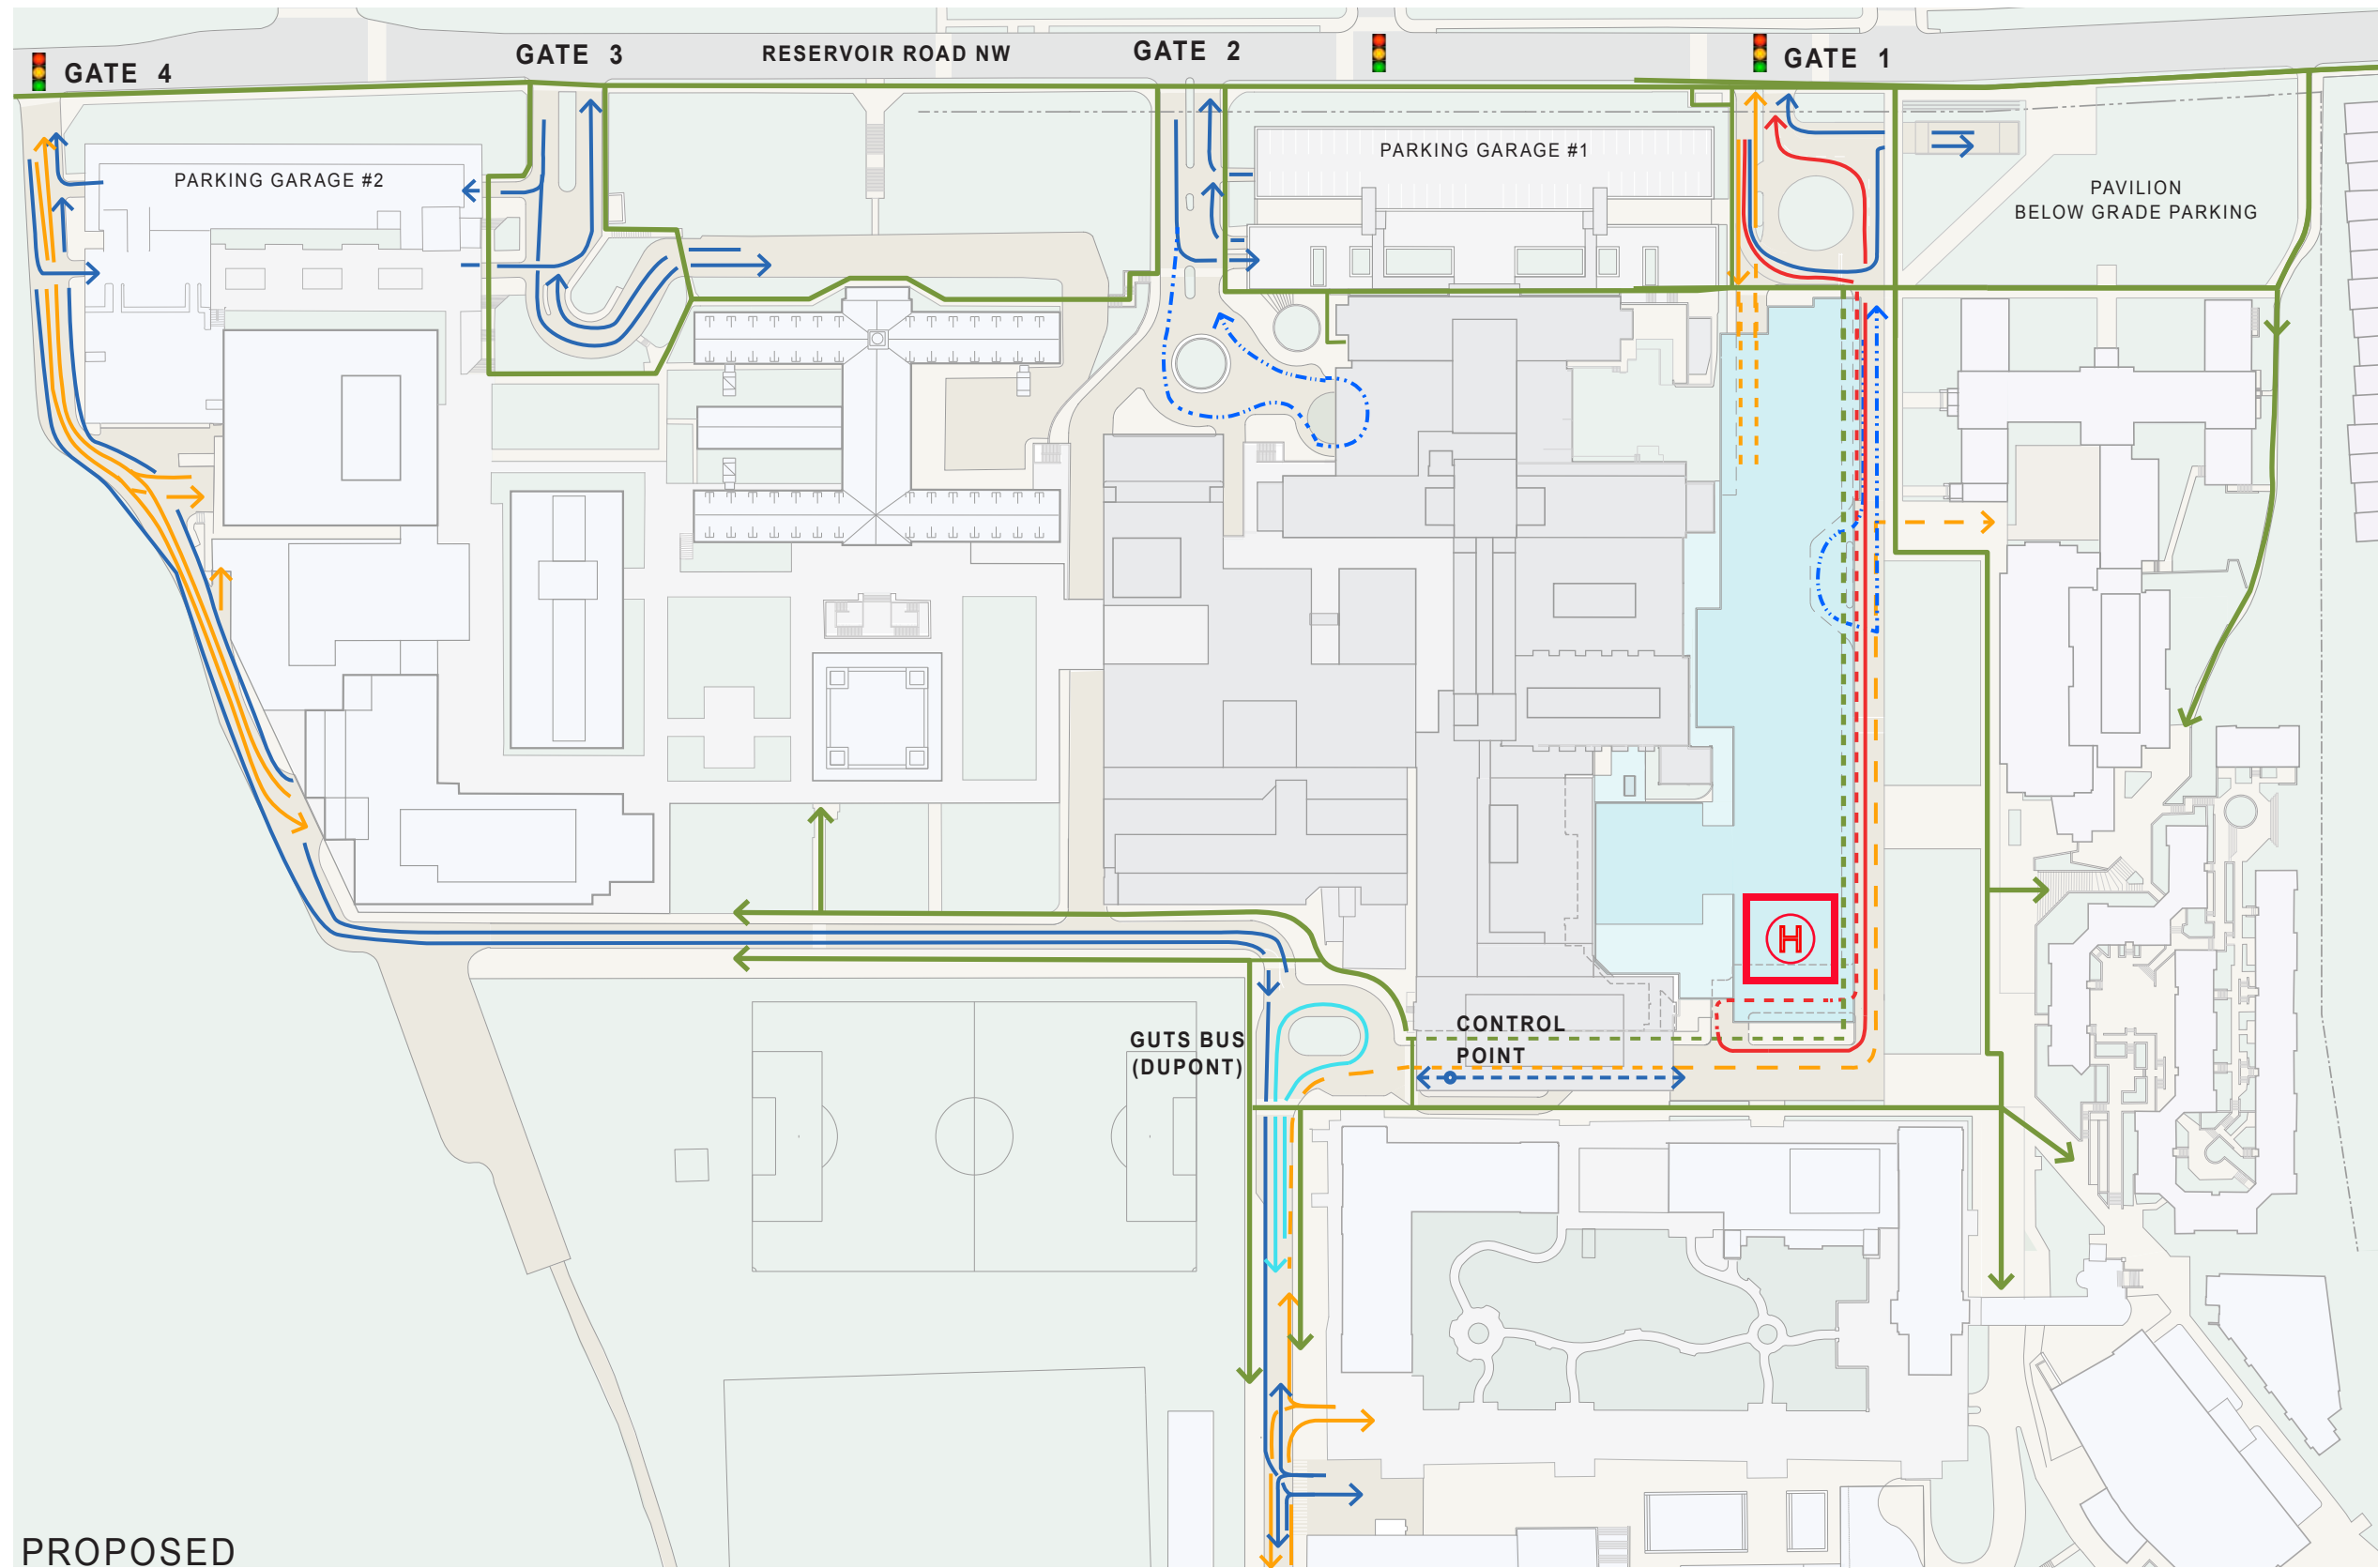 GATE 4
GATE 3
RESERVOIR ROAD NW
GATE 2
GATE 1
PARKING GARAGE #2
PARKING GARAGE #1
PAVILION
BELOW GRADE PARKING
H
GUTS BUS
(DUPONT)
CONTROL
POINT
PROPOSED